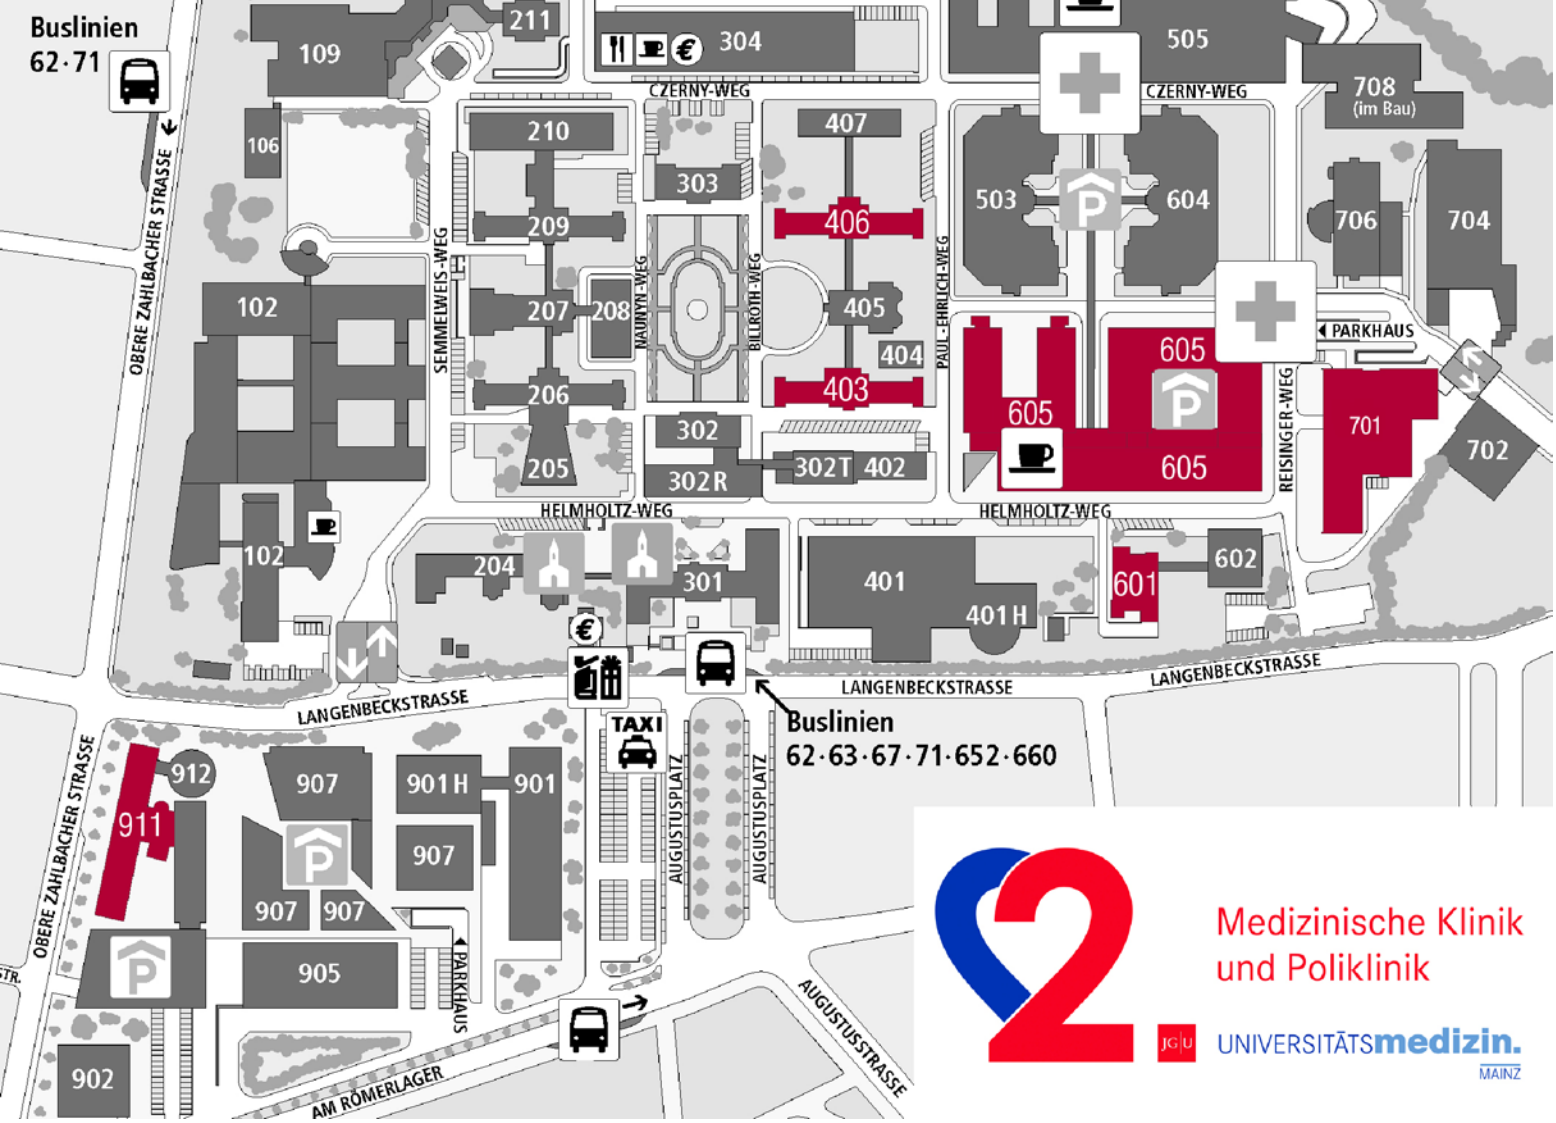 Buslinien
62·71
109
211
304
505
CZERNY-WEG
CZERNY-WEG
708
(im Bau)
106
210
407
303
503
604
706
704
209
406
OBERE ZAHLBACHER STRASSE
SEMMELWEIS-WEG
NAUNYN-WEG
BILLROTH-WEG
PAUL-EHRLICH-WEG
102
207
208
405
404
605
PARKHAUS
206
403
605
REISINGER-WEG
701
702
302
205
302R
302T
402
605
HELMHOLTZ-WEG
HELMHOLTZ-WEG
102
204
301
401
401H
601
602
LANGENBECKSTRASSE
LANGENBECKSTRASSE
LANGENBECKSTRASSE
Buslinien
62·63·67·71·652·660
TAXI
AUGUSTUSPLATZ
AUGUSTUSPLATZ
OBERE ZAHLBACHER STRASSE
912
911
907
901H
901
P
907
907
907
905
P
PARKHAUS
STR.
902
AM RÖMERLAGER
AUGUSTUSSTRASSE
P
P
€
€
2.
Medizinische Klinik
und Poliklinik
JG|U
UNIVERSITÄTSmedizin.
MAINZ